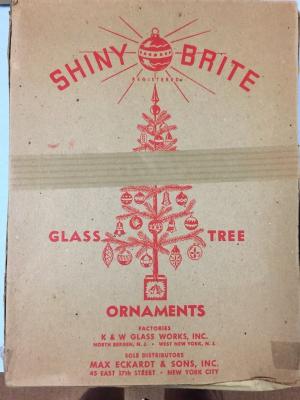 SHINY BRITE
REGISTERED
GLASS TREE
ORNAMENTS
FACTORIES
K & W GLASS WORKS, INC.
NORTH BERGEN, N. J. • WEST NEW YORK, N. J.
SOLE DISTRIBUTORS
MAX ECKARDT & SONS, INC.
45 EAST 17th STREET • NEW YORK CITY